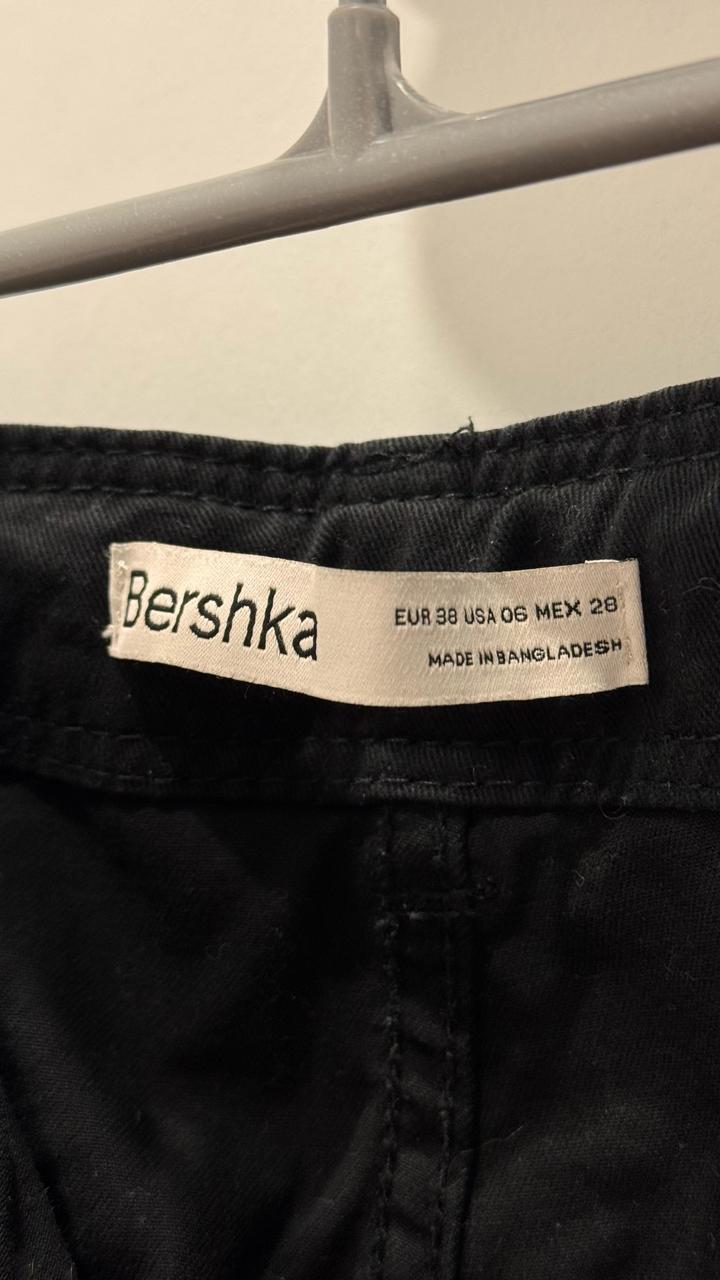 Bershka
EUR 38 USA 06 MEX 28
MADE IN BANGLADESH